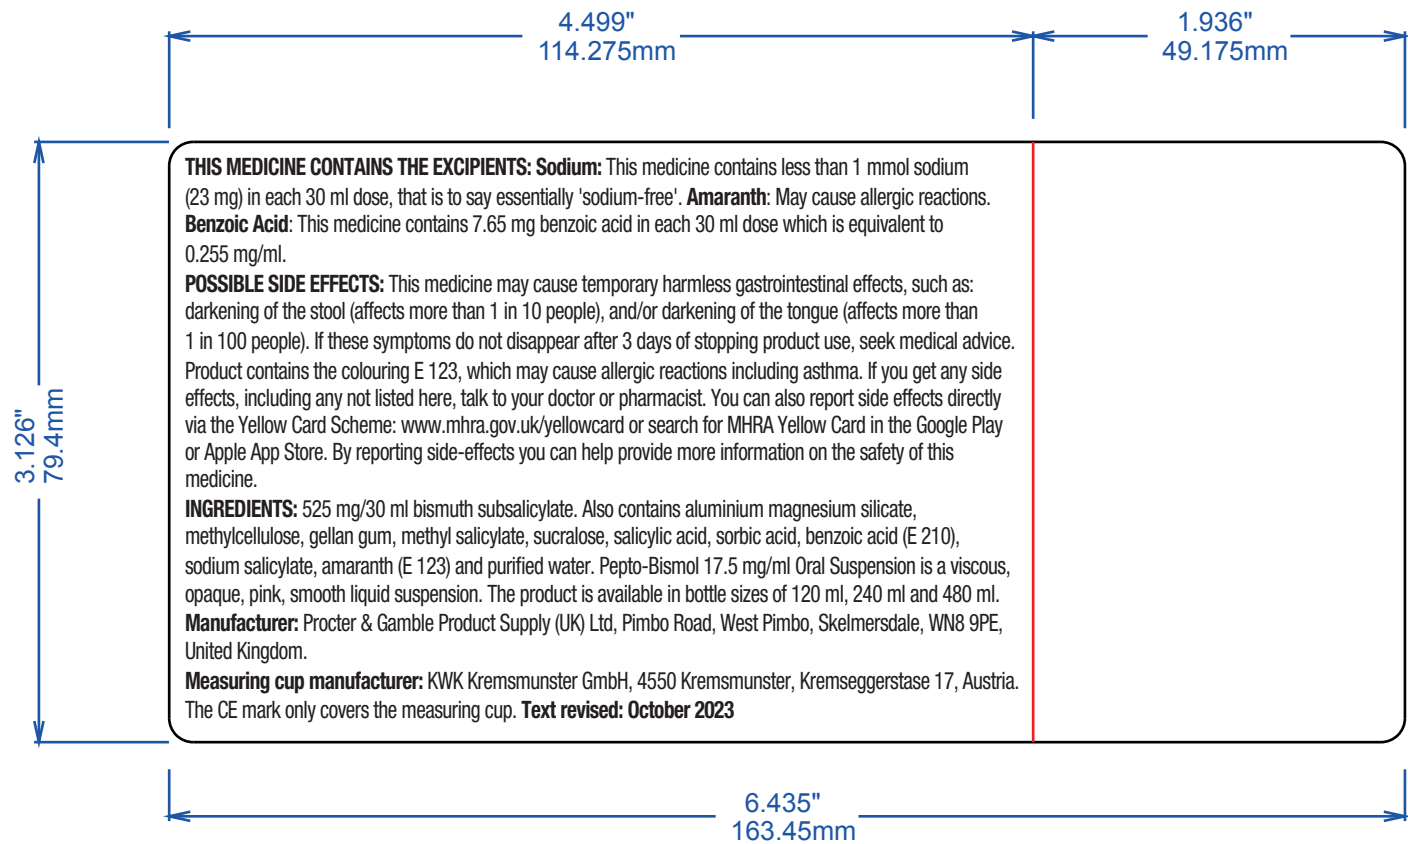 4.499"
114.275mm
1.936"
49.175mm
THIS MEDICINE CONTAINS THE EXCIPIENTS: Sodium: This medicine contains less than 1 mmol sodium
(23 mg) in each 30 ml dose, that is to say essentially 'sodium-free'. Amaranth: May cause allergic reactions.
Benzoic Acid: This medicine contains 7.65 mg benzoic acid in each 30 ml dose which is equivalent to
0.255 mg/ml.
POSSIBLE SIDE EFFECTS: This medicine may cause temporary harmless gastrointestinal effects, such as:
darkening of the stool (affects more than 1 in 10 people), and/or darkening of the tongue (affects more than
1 in 100 people). If these symptoms do not disappear after 3 days of stopping product use, seek medical advice.
Product contains the colouring E 123, which may cause allergic reactions including asthma. If you get any side
effects, including any not listed here, talk to your doctor or pharmacist. You can also report side effects directly
via the Yellow Card Scheme: www.mhra.gov.uk/yellowcard or search for MHRA Yellow Card in the Google Play
or Apple App Store. By reporting side-effects you can help provide more information on the safety of this
medicine.
INGREDIENTS: 525 mg/30 ml bismuth subsalicylate. Also contains aluminium magnesium silicate,
methylcellulose, gellan gum, methyl salicylate, sucralose, salicylic acid, sorbic acid, benzoic acid (E 210),
sodium salicylate, amaranth (E 123) and purified water. Pepto-Bismol 17.5 mg/ml Oral Suspension is a viscous,
opaque, pink, smooth liquid suspension. The product is available in bottle sizes of 120 ml, 240 ml and 480 ml.
Manufacturer: Procter & Gamble Product Supply (UK) Ltd, Pimbo Road, West Pimbo, Skelmersdale, WN8 9PE,
United Kingdom.
Measuring cup manufacturer: KWK Kremsmunster GmbH, 4550 Kremsmunster, Kremseggerstase 17, Austria.
The CE mark only covers the measuring cup. Text revised: October 2023
3.126"
79.4mm
6.435"
163.45mm